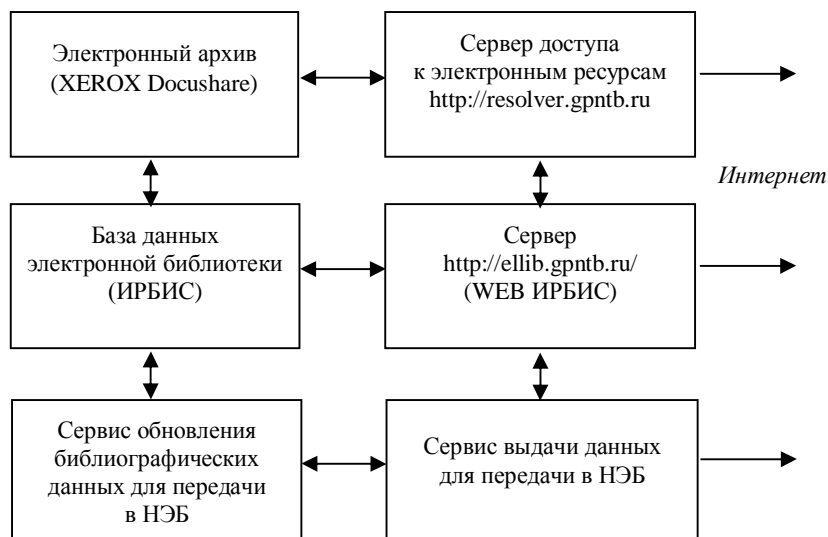 Электронный архив
(XEROX Docushare)
Сервер доступа
к электронным ресурсам
http://resolver.gpntb.ru
Интернет
База данных
электронной библиотеки
(ИРБИС)
Сервер
http://ellib.gpntb.ru/
(WEB ИРБИС)
Сервис обновления
библиографических
данных для передачи
в НЭБ
Сервис выдачи данных
для передачи в НЭБ